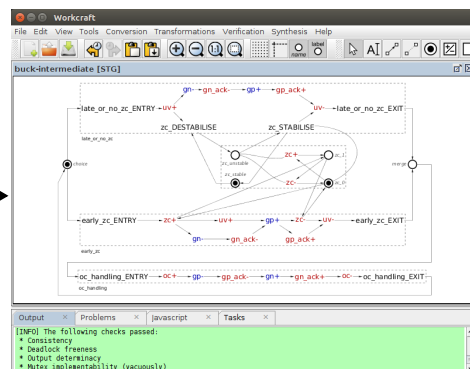 Workcraft
File Edit View Tools Conversion Transformations Verification Synthesis Help
buck-intermediate [STG]
gn- gn_ack- gp+ gp_ack+
late_or_no_zc_ENTRY uv+ uv- late_or_no_zc_EXIT
zc_DESTABILISE zc_STABILISE
late_or_no_zc
zc+
zc_unstable zc_1
choice merge
zc_stable
zc- zc_0
early_zc_ENTRY zc+ uv+ gp+ zc- uv- early_zc_EXIT
gn- gn_ack- gp_ack+
early_zc
oc_handling_ENTRY oc+ gp- gp_ack- gn+ gn_ack+ oc- oc_handling_EXIT
oc_handling
Output × Problems × Javascript × Tasks ×
[INFO] The following checks passed:
* Consistency
* Deadlock freeness
* Output determinacy
* Mutex implementability (vacuously)